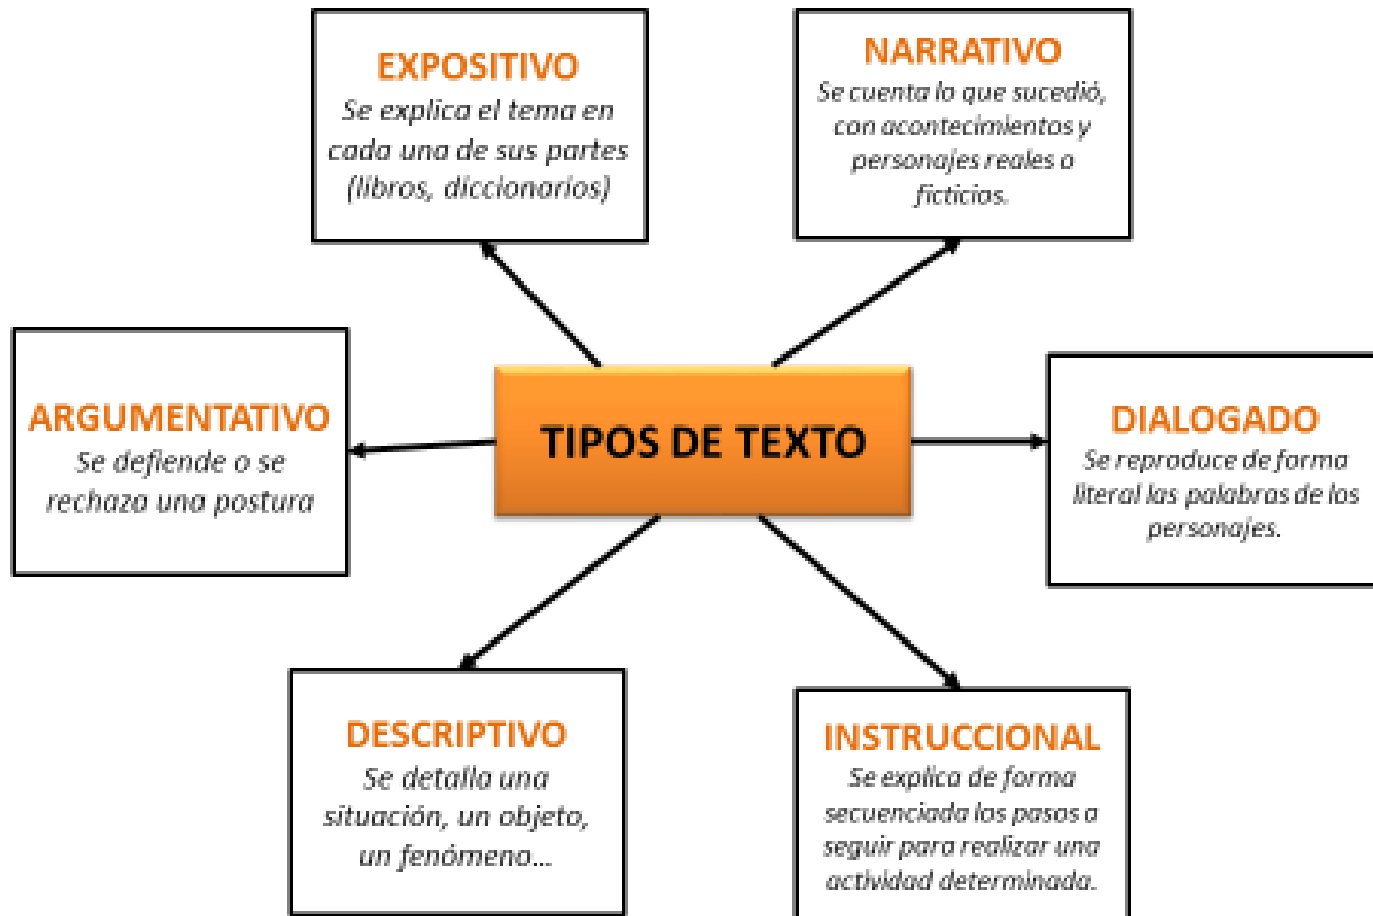 EXPOSITIVO
Se explica el tema en
cada una de sus partes
(libros, diccionarios)
NARRATIVO
Se cuenta lo que sucedió,
con acontecimientos y
personajes reales o
ficticios.
ARGUMENTATIVO
Se defiende o se
rechaza una postura
TIPOS DE TEXTO
DIALOGADO
Se reproduce de forma
literal las palabras de los
personajes.
DESCRIPTIVO
Se detalla una
situación, un objeto,
un fenómeno...
INSTRUCCIONAL
Se explica de forma
secuenciada los pasos a
seguir para realizar una
actividad determinada.